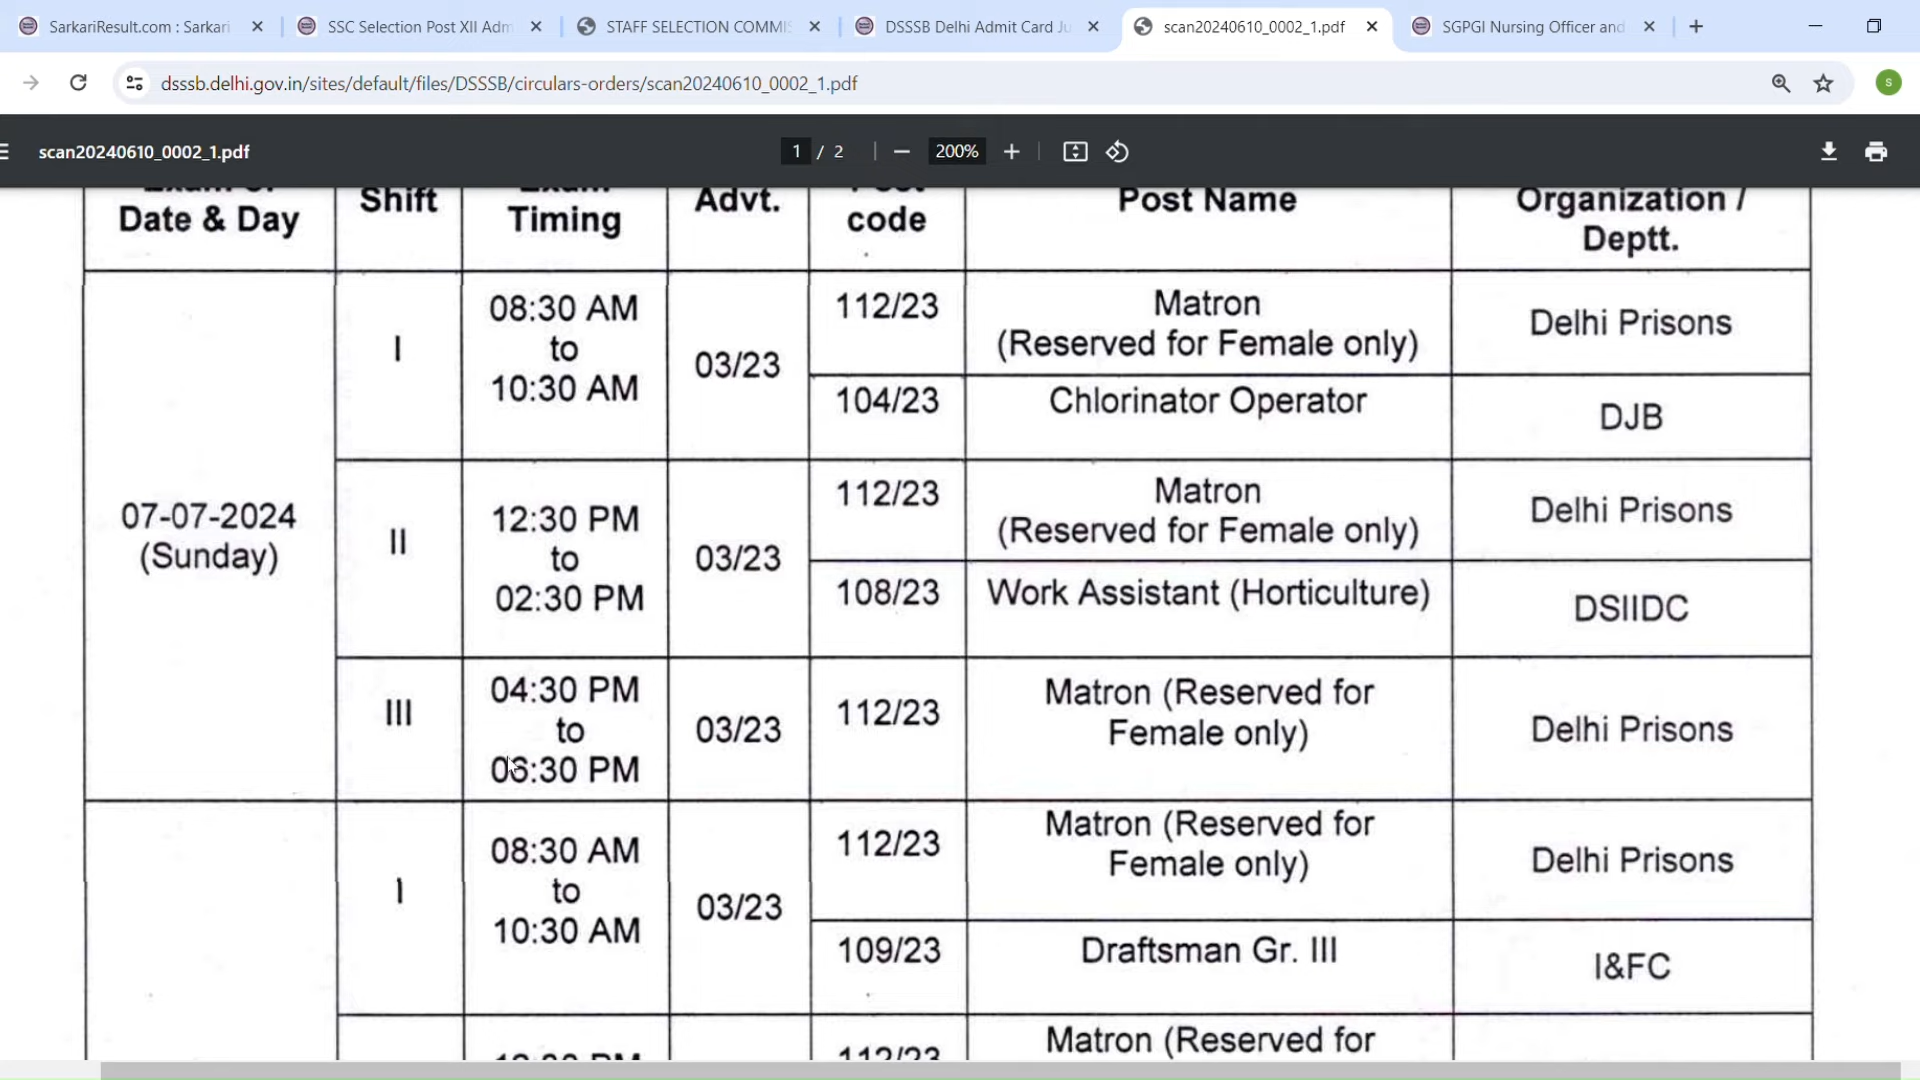 SarkariResult.com : Sarkari
SSC Selection Post XII Adm
STAFF SELECTION COMMIS
DSSSB Delhi Admit Card Ju
scan20240610_0002_1.pdf
SGPGI Nursing Officer and
dsssb.delhi.gov.in/sites/default/files/DSSSB/circulars-orders/scan20240610_0002_1.pdf
S
scan20240610_0002_1.pdf
1 / 2
200%
Date & Day
Shift
Exam
Timing
Advt.
Post
code
Post Name
Organization /
Deptt.
07-07-2024
(Sunday)
I
08:30 AM
to
10:30 AM
03/23
112/23
Matron
(Reserved for Female only)
Delhi Prisons
104/23
Chlorinator Operator
DJB
II
12:30 PM
to
02:30 PM
03/23
112/23
Matron
(Reserved for Female only)
Delhi Prisons
108/23
Work Assistant (Horticulture)
DSIIDC
III
04:30 PM
to
06:30 PM
03/23
112/23
Matron (Reserved for
Female only)
Delhi Prisons
I
08:30 AM
to
10:30 AM
03/23
112/23
Matron (Reserved for
Female only)
Delhi Prisons
109/23
Draftsman Gr. III
I&FC
112/23
Matron (Reserved for